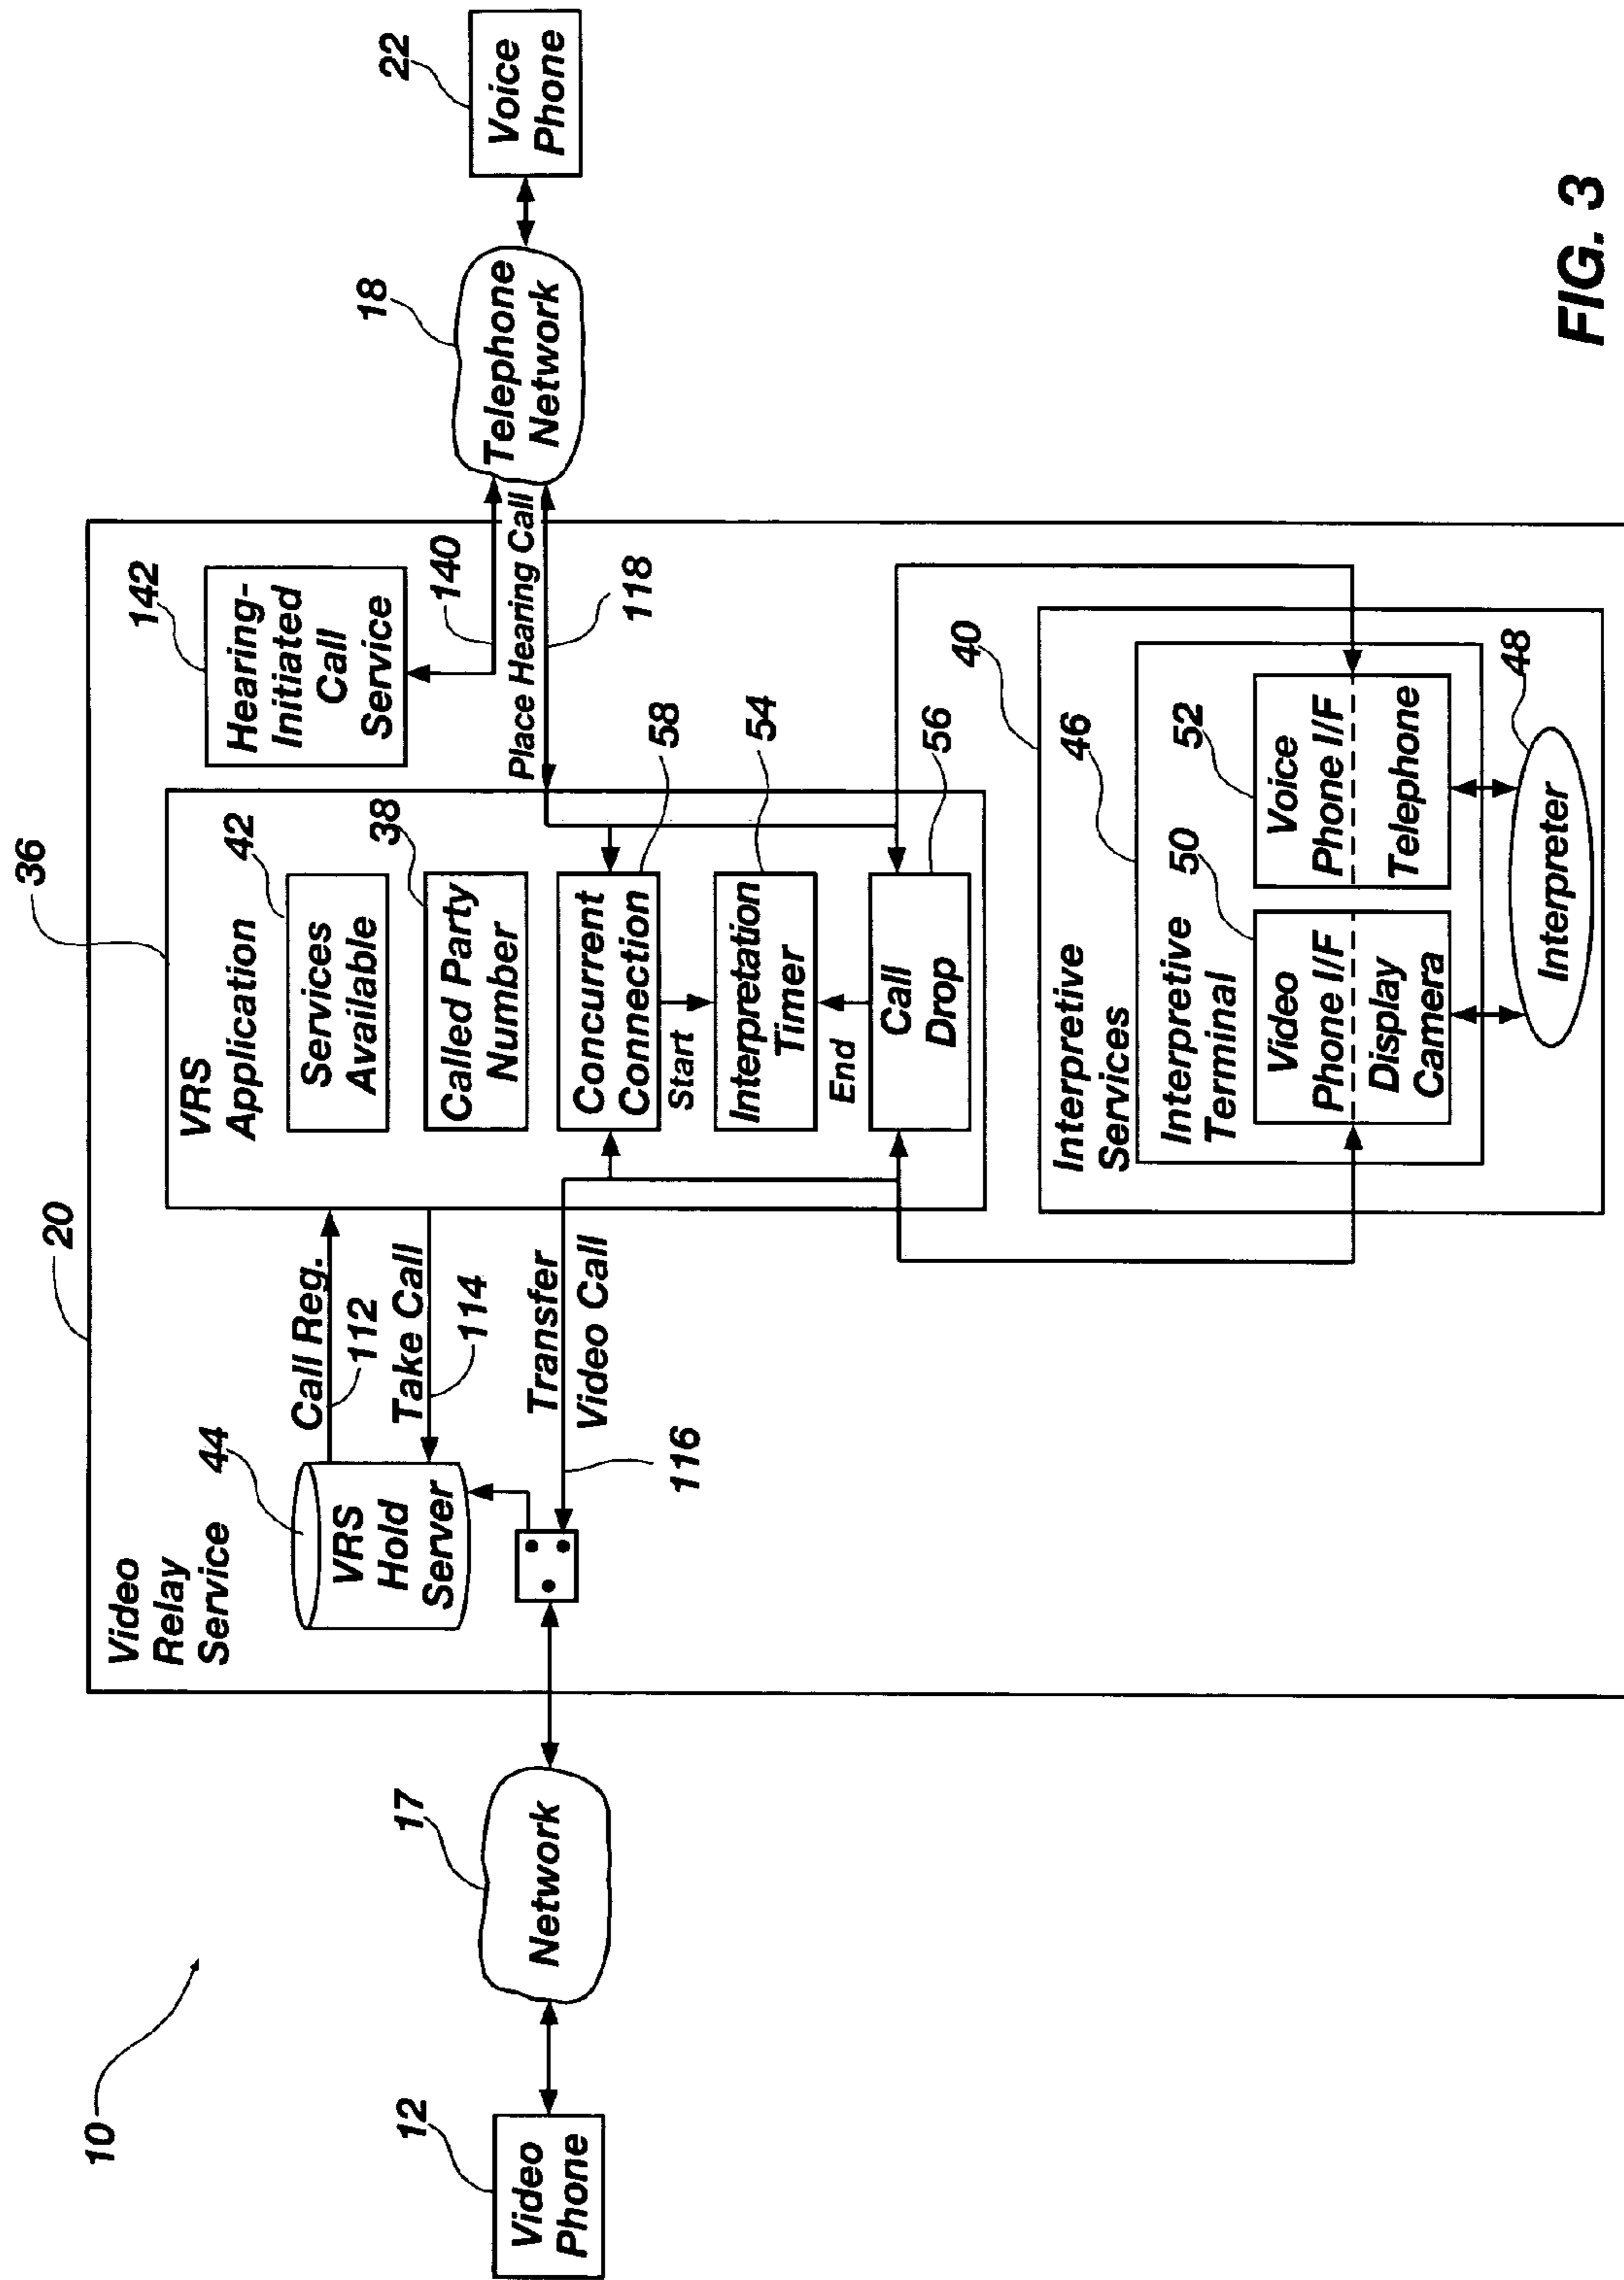 10
20
36
Video
Relay
Service
44
VRS
Hold
Server
Call Reg.
112
Take Call
114
Transfer
Video Call
116
VRS
Application
42
Services
Available
38
Called Party
Number
58
Concurrent
Connection
Start
54
Interpretation
Timer
End
56
Call
Drop
142
Hearing-
Initiated
Call
Service
140
Place Hearing Call
118
12
Video
Phone
17
Network
18
Telephone
Network
22
Voice
Phone
40
Interpretive
Services
46
Interpretive
Terminal
50
Video
Phone I/F
Display
Camera
52
Voice
Phone I/F
Telephone
48
Interpreter
FIG. 3